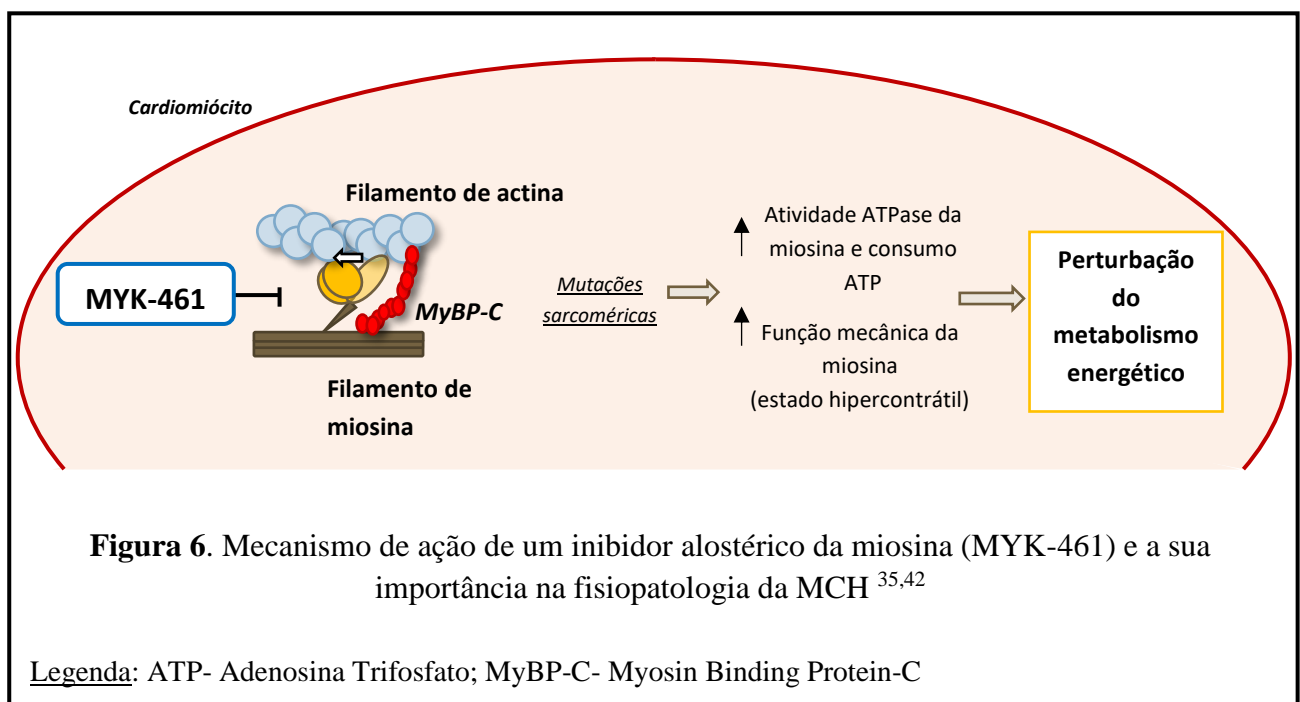 Cardiomiócito
Filamento de actina
MYK-461
MyBP-C
Filamento de
miosina
Mutações
sarcoméricas
Atividade ATPase da
miosina e consumo
ATP
Função mecânica da
miosina
(estado hipercontrátil)
Perturbação
do
metabolismo
energético
Figura 6. Mecanismo de ação de um inibidor alostérico da miosina (MYK-461) e a sua
importância na fisiopatologia da MCH 35,42
Legenda: ATP- Adenosina Trifosfato; MyBP-C- Myosin Binding Protein-C